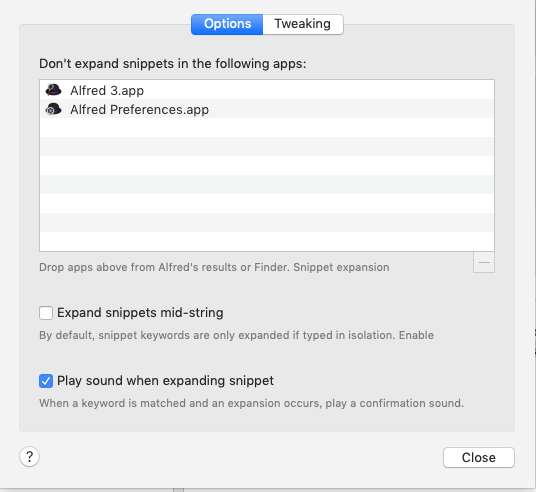 Options Tweaking
Don't expand snippets in the following apps:
Alfred 3.app
Alfred Preferences.app
Drop apps above from Alfred's results or Finder. Snippet expansion
Expand snippets mid-string
By default, snippet keywords are only expanded if typed in isolation. Enable
Play sound when expanding snippet
When a keyword is matched and an expansion occurs, play a confirmation sound.
? Close